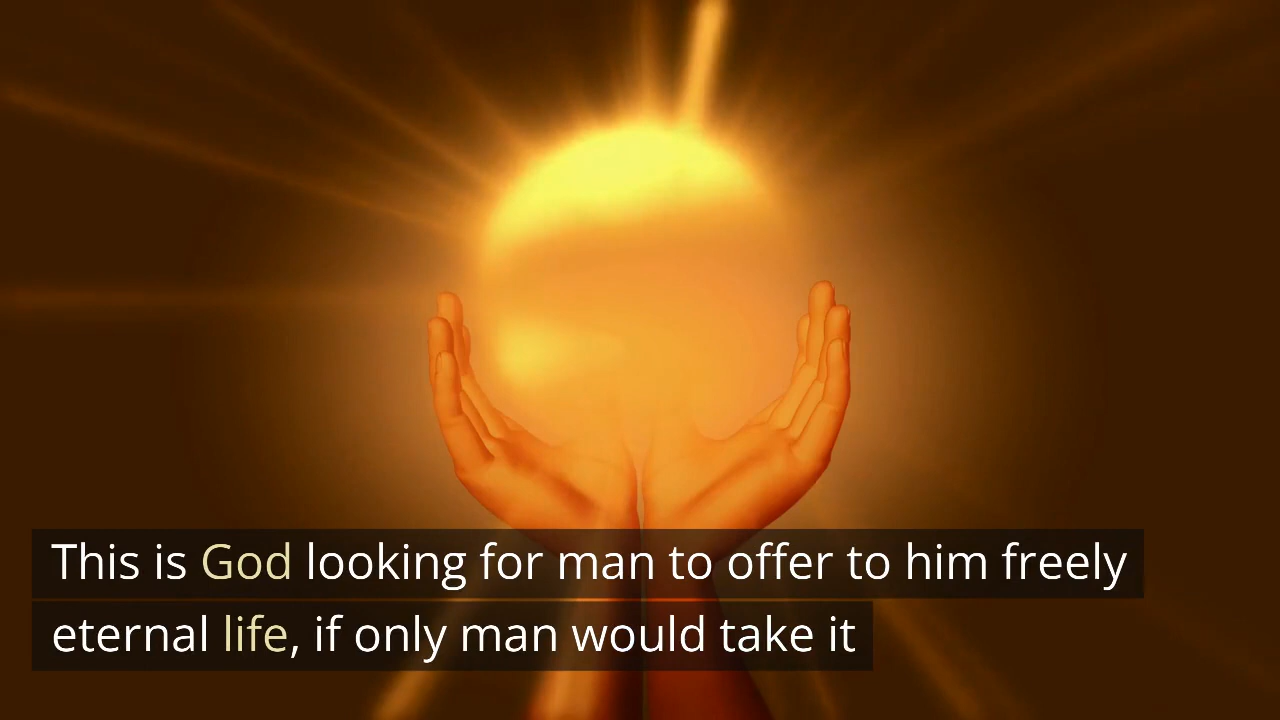 This is God looking for man to offer to him freely
eternal life, if only man would take it